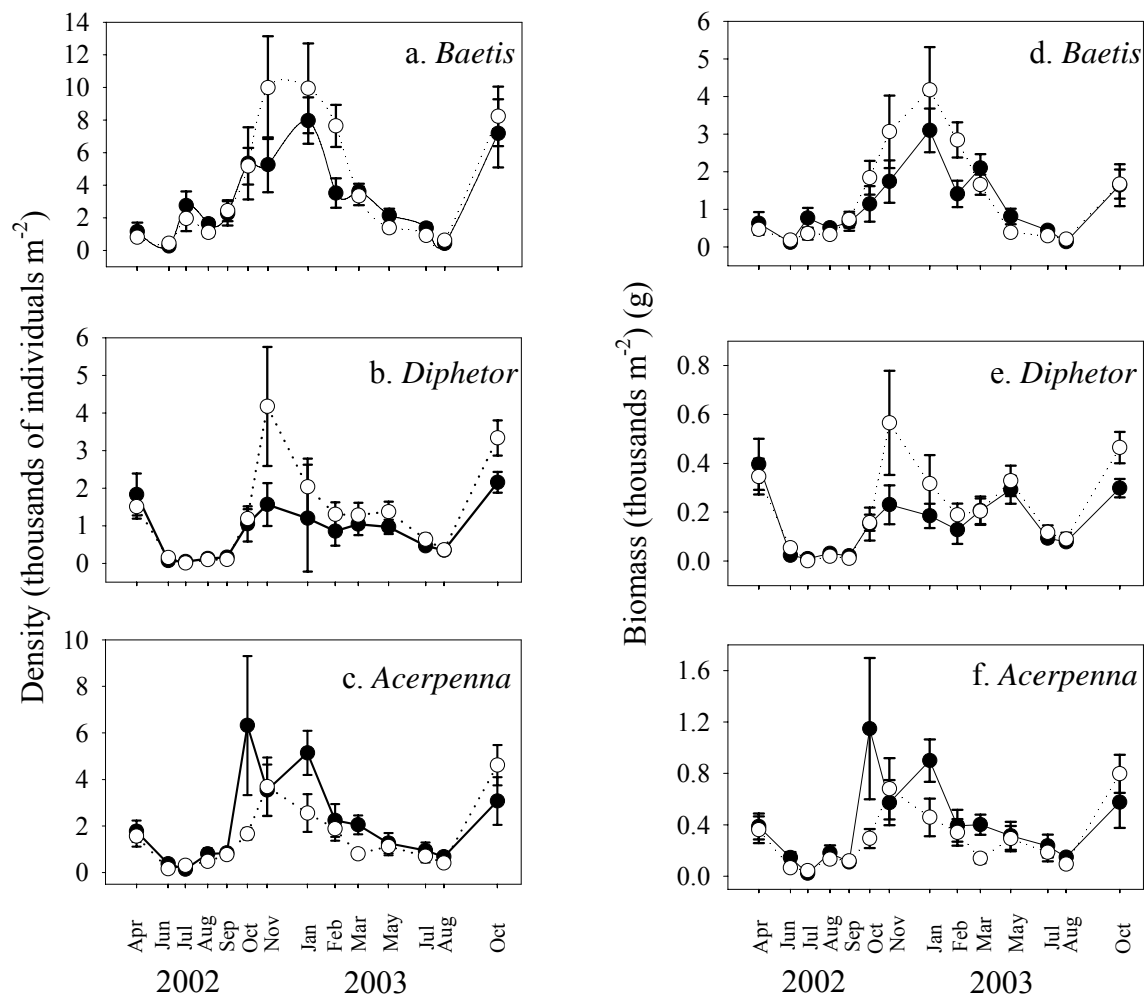 Density (thousands of individuals m-2)
14
12
10
8
6
4
2
0
a. Baetis
6
5
4
3
2
1
0
b. Diphetor
10
8
6
4
2
0
c. Acerpenna
Apr
Jun
Jul
Aug
Sep
Oct
Nov
Jan
Feb
Mar
May
Jul
Aug
Oct
2002
2003
Biomass (thousands m-2) (g)
6
5
4
3
2
1
0
d. Baetis
0.8
0.6
0.4
0.2
0.0
e. Diphetor
1.6
1.2
0.8
0.4
0.0
f. Acerpenna
Apr
Jun
Jul
Aug
Sep
Oct
Nov
Jan
Feb
Mar
May
Jul
Aug
Oct
2002
2003